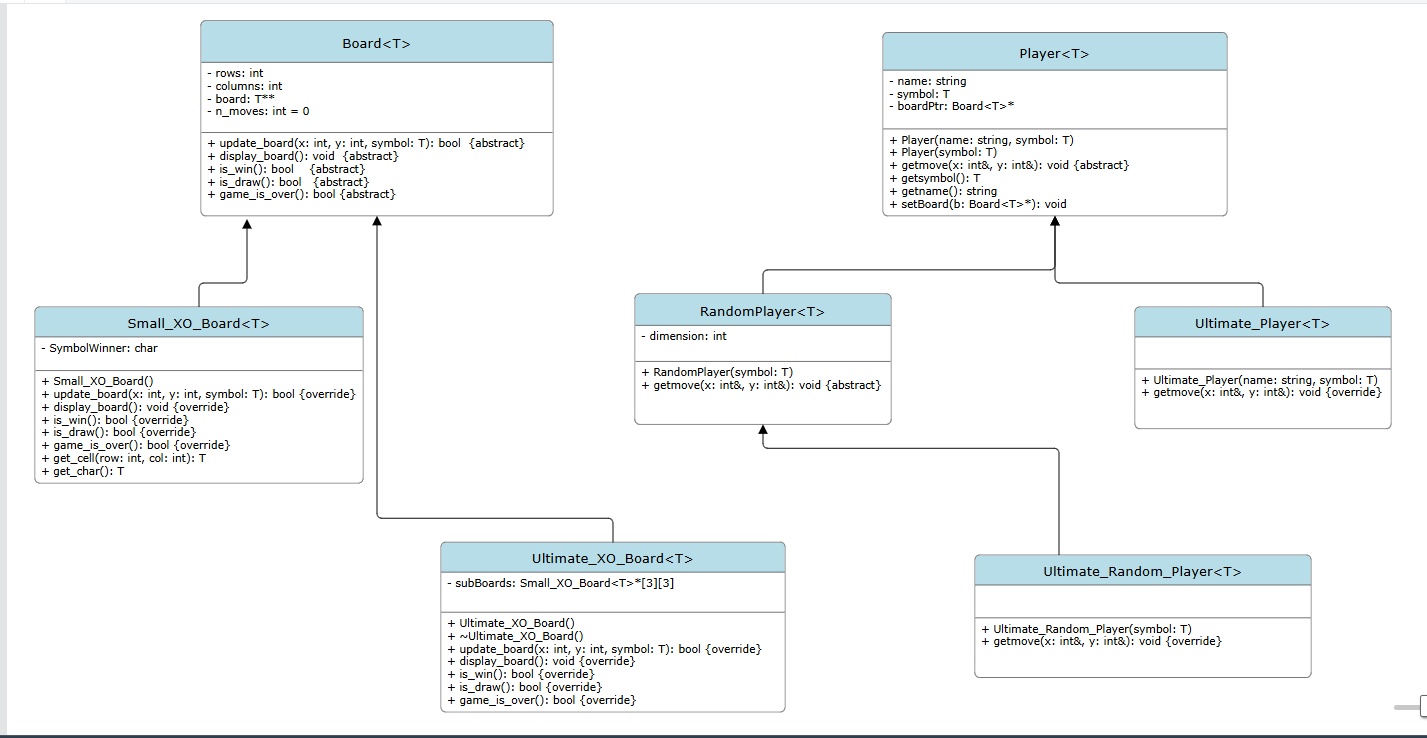 Board<T>
- rows: int
- columns: int
- board: T**
- n_moves: int = 0
+ update_board(x: int, y: int, symbol: T): bool {abstract}
+ display_board(): void {abstract}
+ is_win(): bool {abstract}
+ is_draw(): bool {abstract}
+ game_is_over(): bool {abstract}
Player<T>
- name: string
- symbol: T
- boardPtr: Board<T>*
+ Player(name: string, symbol: T)
+ Player(symbol: T)
+ getmove(x: int&, y: int&): void {abstract}
+ getsymbol(): T
+ getname(): string
+ setBoard(b: Board<T>*): void
Small_XO_Board<T>
- SymbolWinner: char
+ Small_XO_Board()
+ update_board(x: int, y: int, symbol: T): bool {override}
+ display_board(): void {override}
+ is_win(): bool {override}
+ is_draw(): bool {override}
+ game_is_over(): bool {override}
+ get_cell(row: int, col: int): T
+ get_char(): T
RandomPlayer<T>
- dimension: int
+ RandomPlayer(symbol: T)
+ getmove(x: int&, y: int&): void {abstract}
Ultimate_Player<T>
+ Ultimate_Player(name: string, symbol: T)
+ getmove(x: int&, y: int&): void {override}
Ultimate_XO_Board<T>
- subBoards: Small_XO_Board<T>*[3][3]
+ Ultimate_XO_Board()
+ ~Ultimate_XO_Board()
+ update_board(x: int, y: int, symbol: T): bool {override}
+ display_board(): void {override}
+ is_win(): bool {override}
+ is_draw(): bool {override}
+ game_is_over(): bool {override}
Ultimate_Random_Player<T>
+ Ultimate_Random_Player(symbol: T)
+ getmove(x: int&, y: int&): void {override}